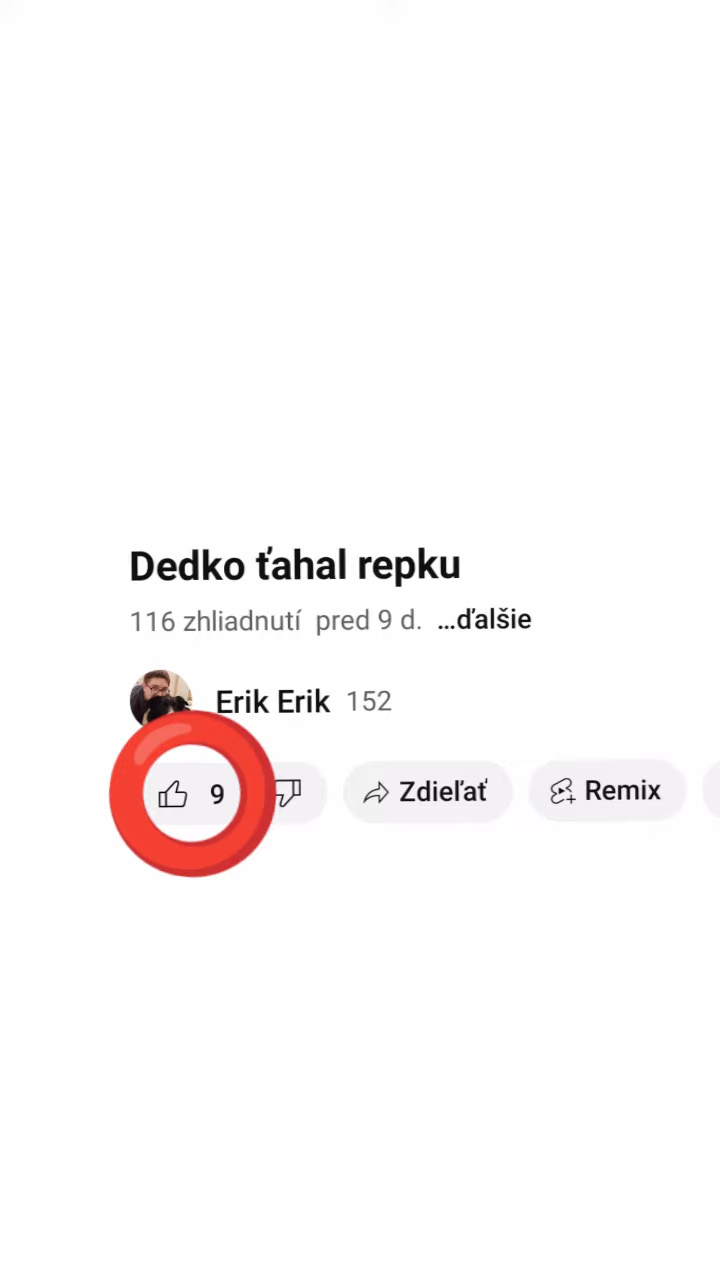 Dedko ťahal repku
116 zhliadnutí pred 9 d. ...ďalšie
Erik Erik 152
9 Zdieľať Remix